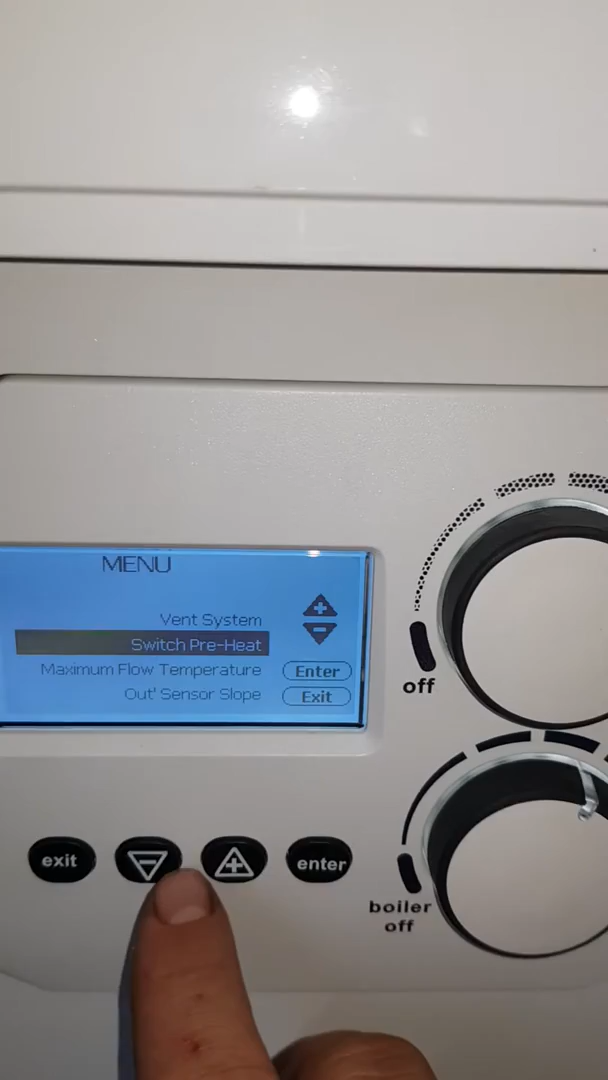 MENU
Vent System
Switch Pre-Heat
Maximum Flow Temperature
Enter
Out' Sensor Slope
Exit
off
exit
enter
boiler
off